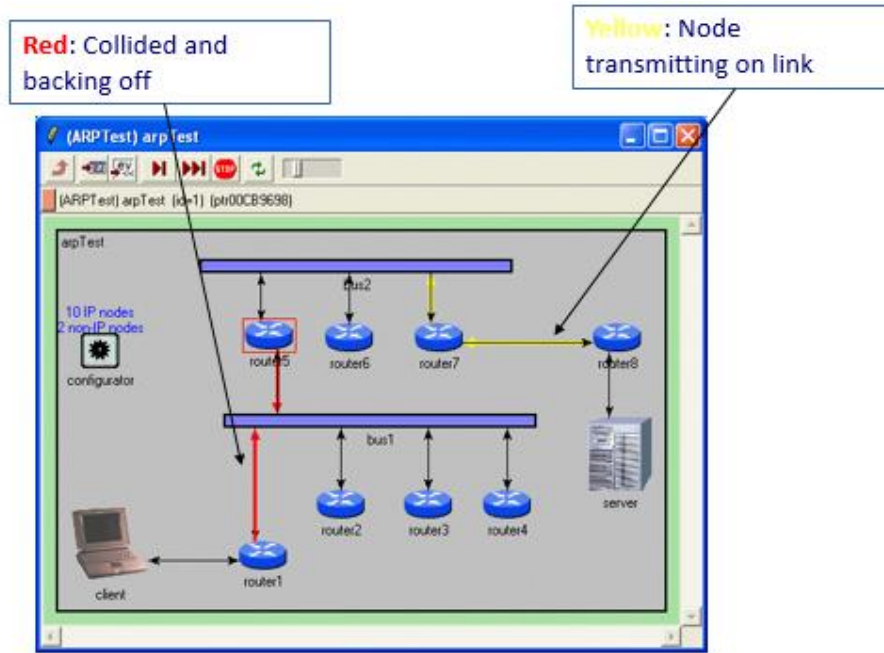 Red: Collided and
backing off
Yellow: Node
transmitting on link
(ARPTest) arpTest
STOP
(ARPTest) arpTest (id=1) (ptr00CB9698)
arpTest
bus2
10 IP nodes
2 non-IP nodes
configurator
router5
router6
router7
router8
bus1
server
router2
router3
router4
router1
client